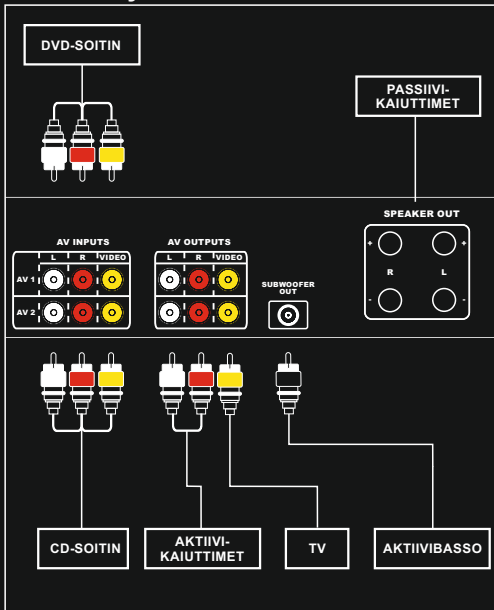 DVD-SOITIN
PASSIIVI-
KAIUTTIMET
SPEAKER OUT
AV INPUTS
AV OUTPUTS
L R VIDEO
L R VIDEO
AV 1
AV 2
SUBWOOFER
OUT
+ +
R L
- -
CD-SOITIN
AKTIIVI-
KAIUTTIMET
TV
AKTIIVIBASSO